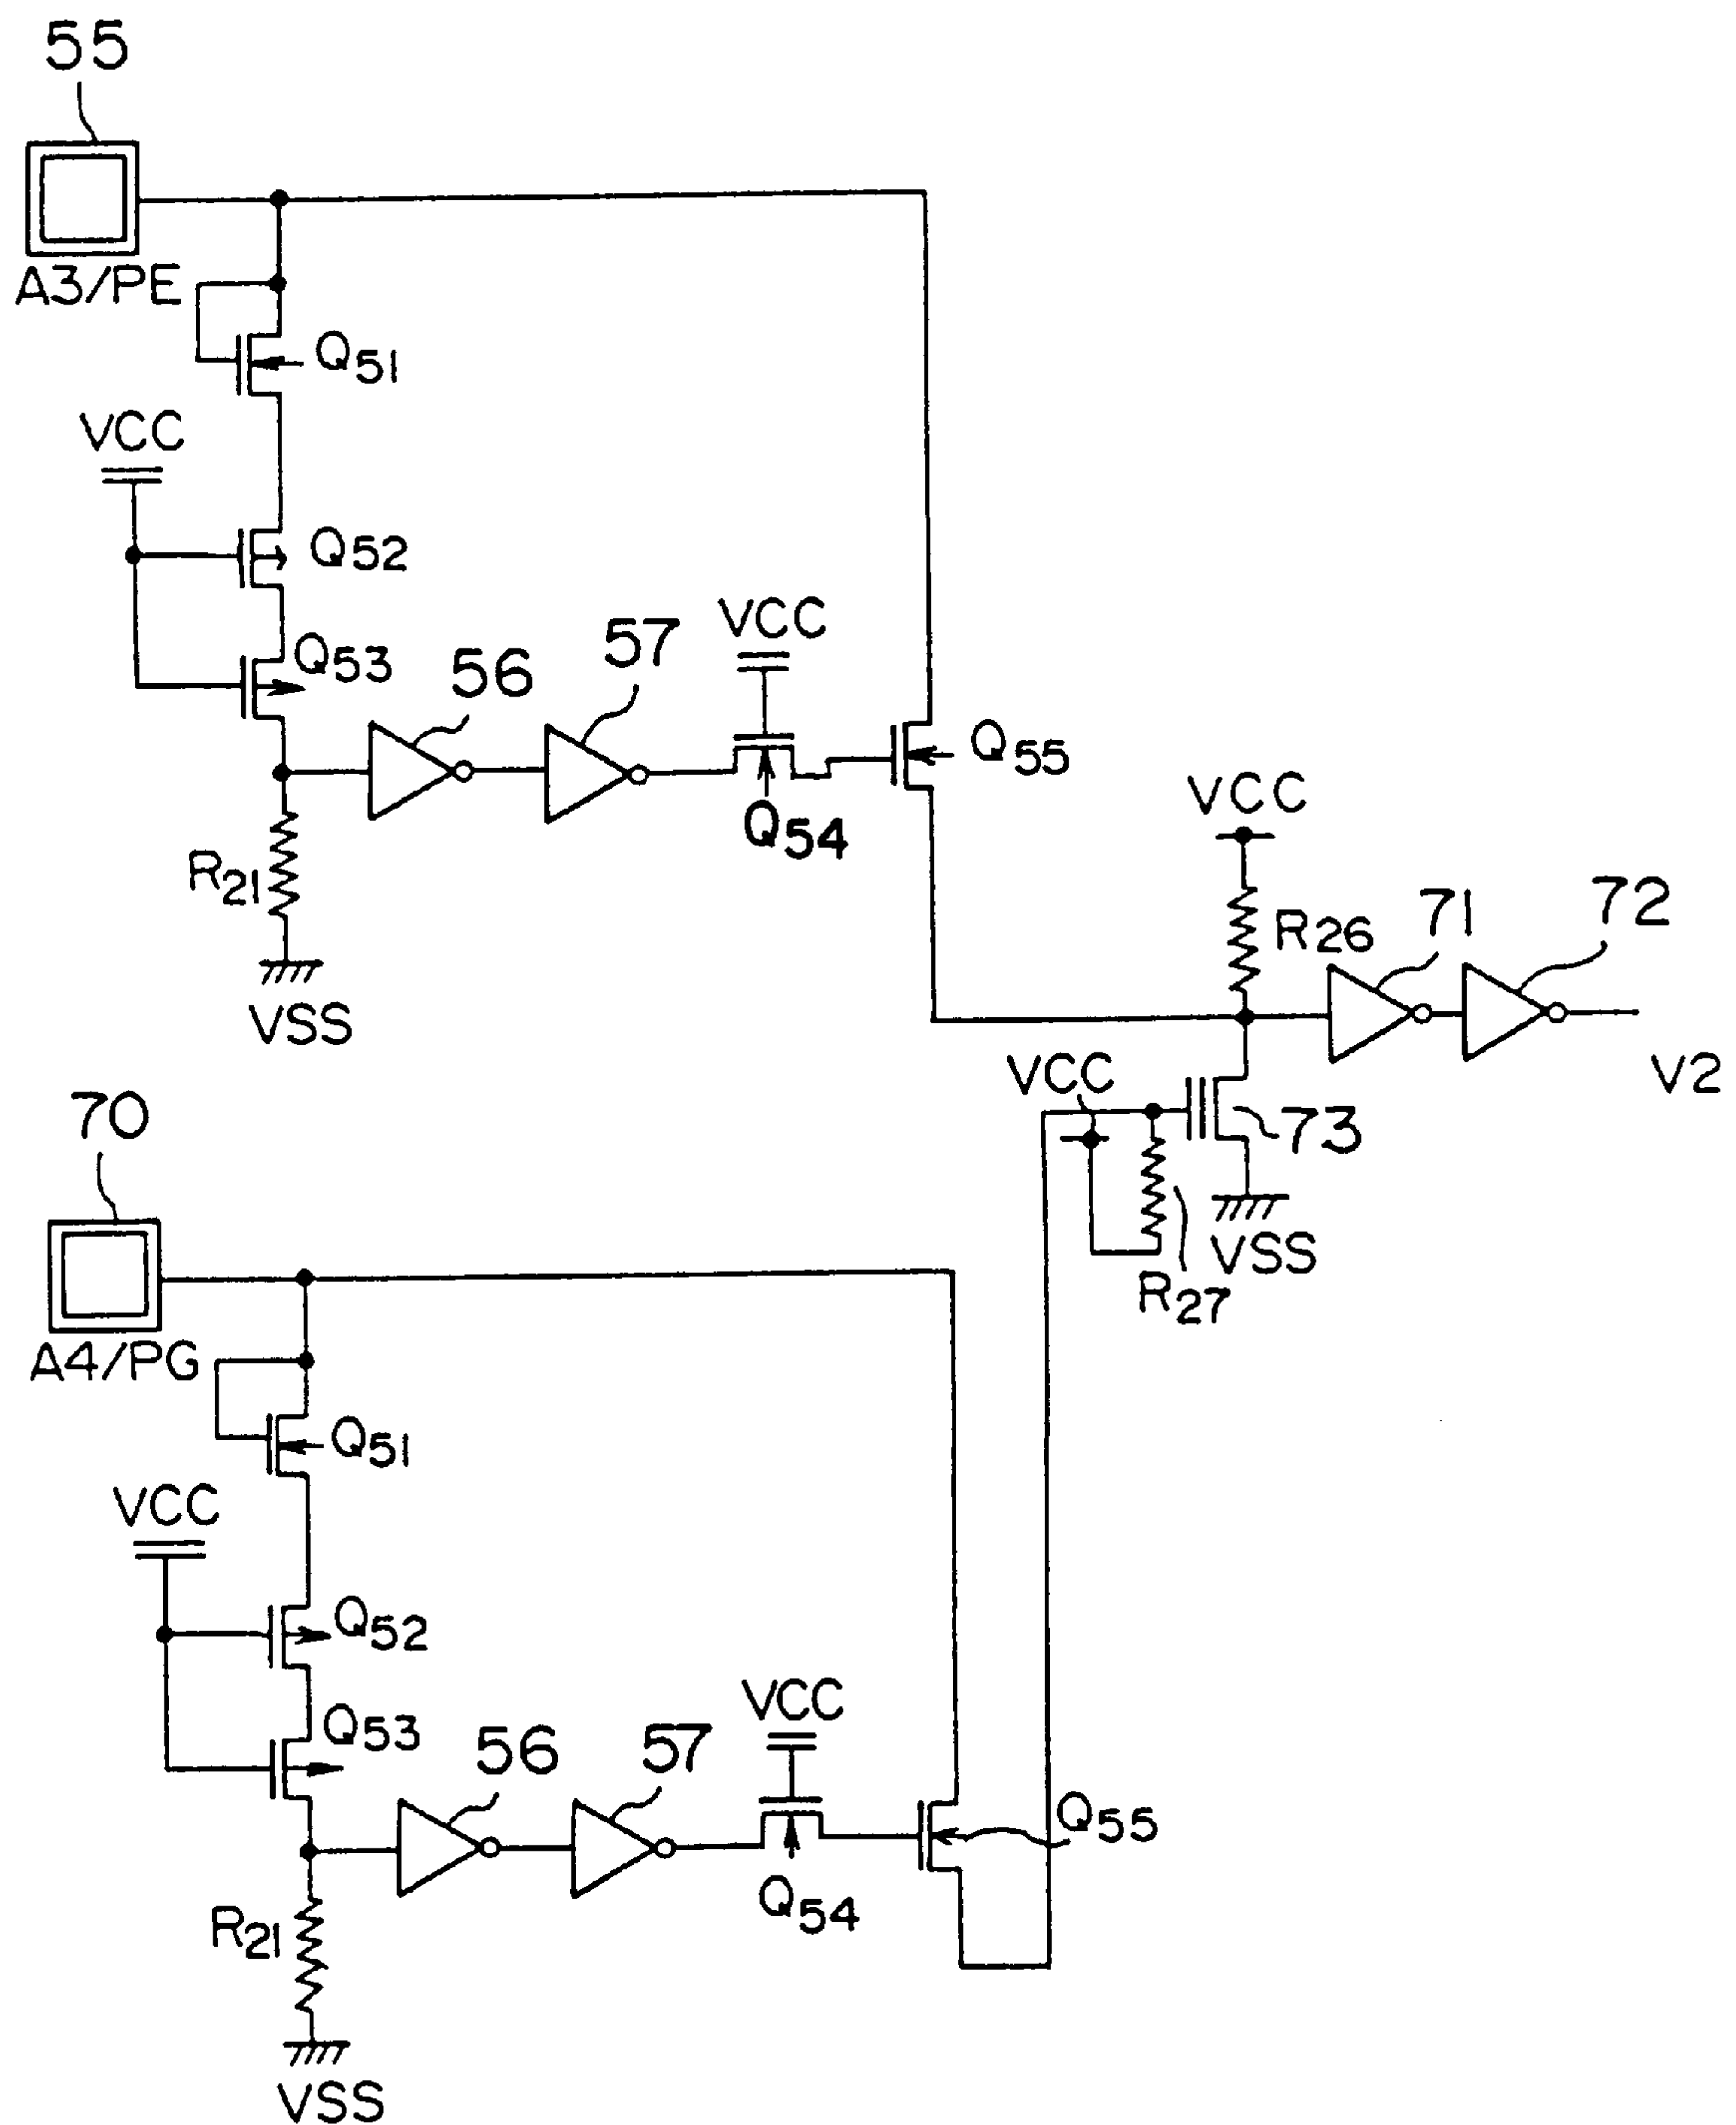 55
A3/PE
Q51
VCC
Q52
Q53
56
57
VCC
Q54
Q55
R21
VSS
VCC
R26
71
72
V2
VCC
73
VSS
R27
70
A4/PG
Q51
VCC
Q52
Q53
56
57
VCC
Q54
Q55
R21
VSS